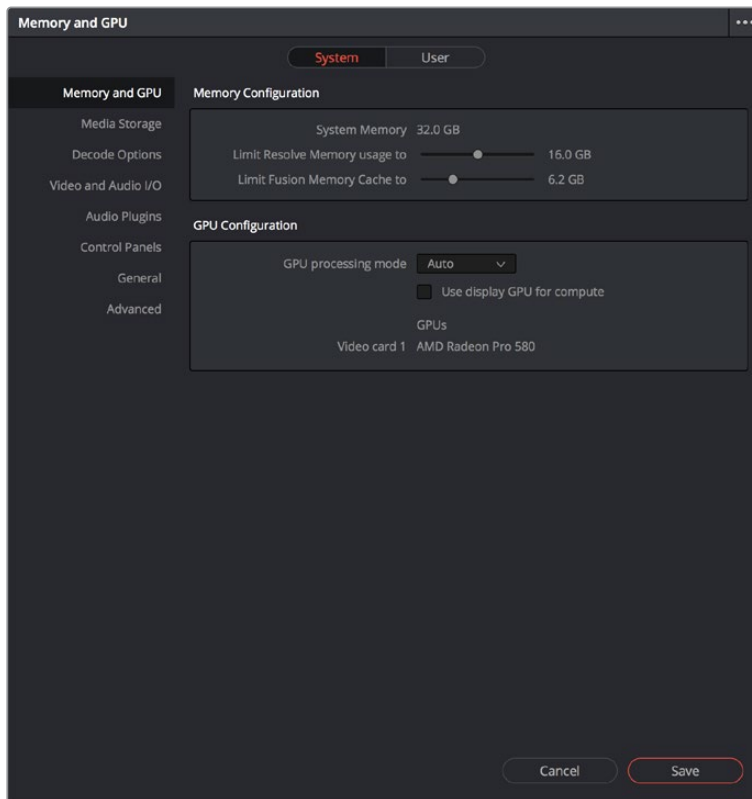 Memory and GPU
System User
Memory and GPU
Media Storage
Decode Options
Video and Audio I/O
Audio Plugins
Control Panels
General
Advanced
Memory Configuration
System Memory 32.0 GB
Limit Resolve Memory usage to 16.0 GB
Limit Fusion Memory Cache to 6.2 GB
GPU Configuration
GPU processing mode Auto
Use display GPU for compute
GPUs
Video card 1 AMD Radeon Pro 580
Cancel Save